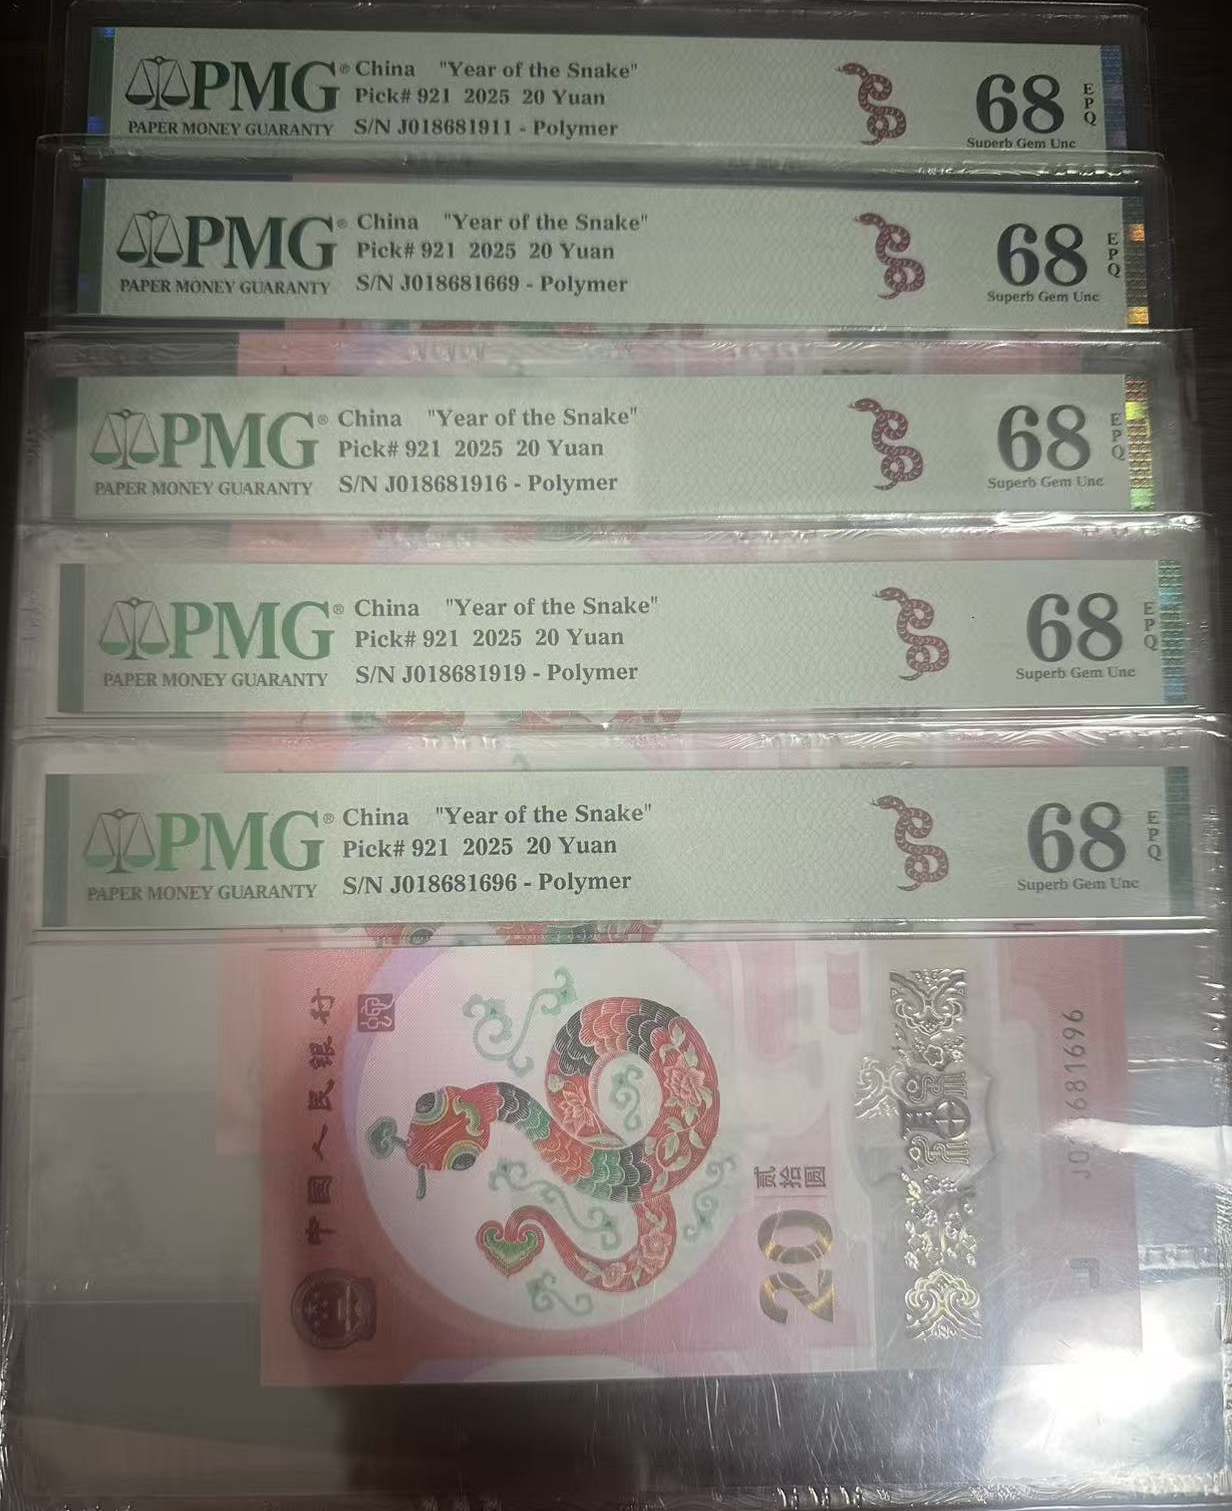 PMG® China "Year of the Snake"
Pick# 921 2025 20 Yuan
PAPER MONEY GUARANTY S/N J018681911 - Polymer
68 EPQ
Superb Gem Unc
PMG® China "Year of the Snake"
Pick# 921 2025 20 Yuan
PAPER MONEY GUARANTY S/N J018681669 - Polymer
68 EPQ
Superb Gem Unc
PMG® China "Year of the Snake"
Pick# 921 2025 20 Yuan
PAPER MONEY GUARANTY S/N J018681916 - Polymer
68 EPQ
Superb Gem Unc
PMG® China "Year of the Snake"
Pick# 921 2025 20 Yuan
PAPER MONEY GUARANTY S/N J018681919 - Polymer
68 EPQ
Superb Gem Unc
PMG® China "Year of the Snake"
Pick# 921 2025 20 Yuan
PAPER MONEY GUARANTY S/N J018681696 - Polymer
68 EPQ
Superb Gem Unc
中国人民银行
贰拾圆
20